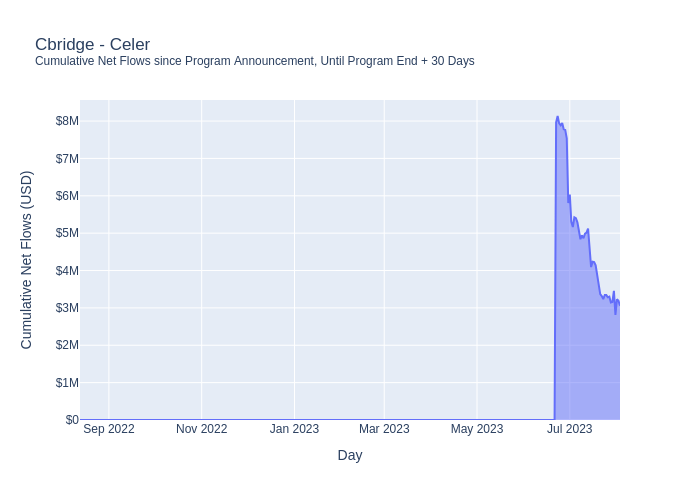 Cbridge - Celer
Cumulative Net Flows since Program Announcement, Until Program End + 30 Days
Cumulative Net Flows (USD)
$8M
$7M
$6M
$5M
$4M
$3M
$2M
$1M
$0
Sep 2022
Nov 2022
Jan 2023
Mar 2023
May 2023
Jul 2023
Day